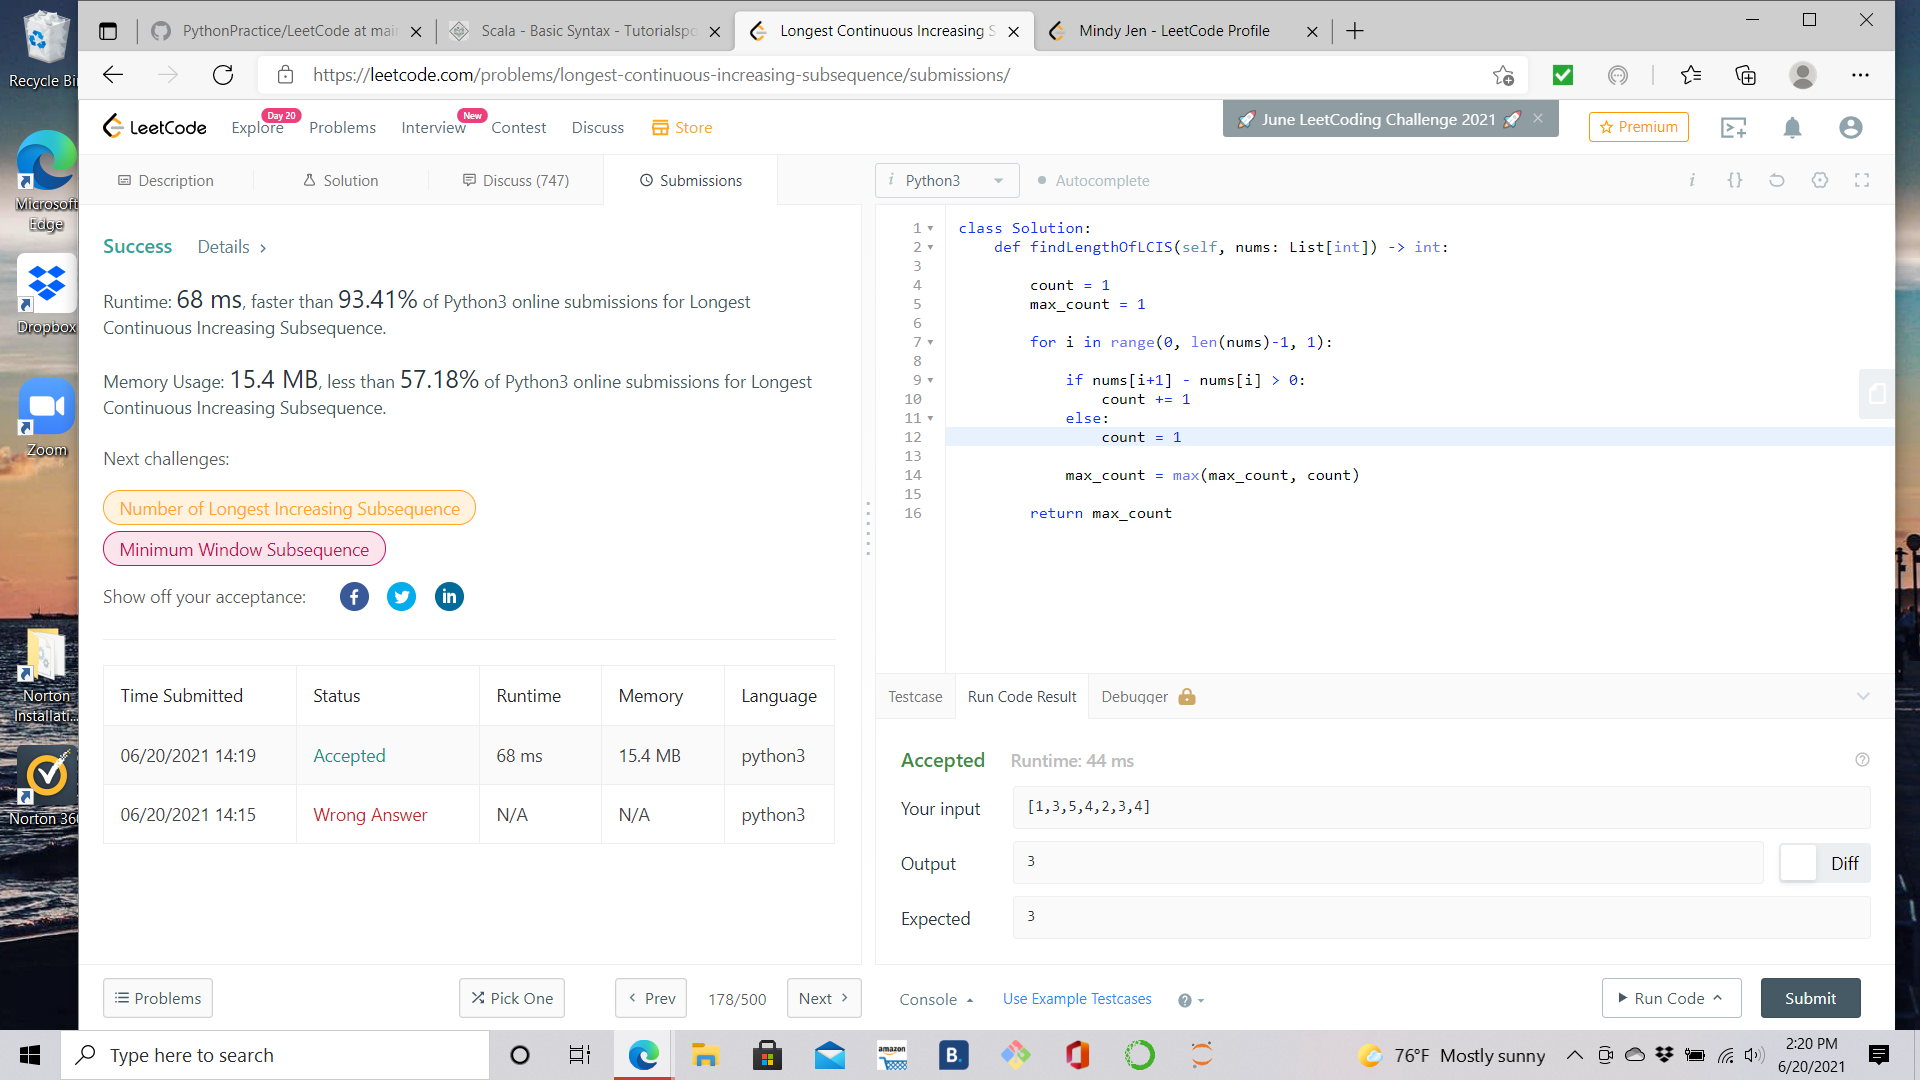 Recycle Bi
Microsoft
Edge
Dropbox
Zoom
Norton
Installati...
Norton 36
PythonPractice/LeetCode at mai
Scala - Basic Syntax - Tutorialspo
Longest Continuous Increasing S
Mindy Jen - LeetCode Profile
https://leetcode.com/problems/longest-continuous-increasing-subsequence/submissions/
LeetCode
Explore
Day 20
Problems
Interview
New
Contest
Discuss
Store
🚀 June LeetCoding Challenge 2021 🚀
Premium
Description
Solution
Discuss (747)
Submissions
i Python3
Autocomplete
i {}
Success Details >
Runtime: 68 ms, faster than 93.41% of Python3 online submissions for Longest
Continuous Increasing Subsequence.
Memory Usage: 15.4 MB, less than 57.18% of Python3 online submissions for Longest
Continuous Increasing Subsequence.
Next challenges:
Number of Longest Increasing Subsequence
Minimum Window Subsequence
Show off your acceptance:
Time Submitted Status Runtime Memory Language
06/20/2021 14:19 Accepted 68 ms 15.4 MB python3
06/20/2021 14:15 Wrong Answer N/A N/A python3
1 class Solution:
2 def findLengthOfLCIS(self, nums: List[int]) -> int:
3
4 count = 1
5 max_count = 1
6
7 for i in range(0, len(nums)-1, 1):
8
9 if nums[i+1] - nums[i] > 0:
10 count += 1
11 else:
12 count = 1
13
14 max_count = max(max_count, count)
15
16 return max_count
Testcase Run Code Result Debugger
Accepted Runtime: 44 ms
Your input [1,3,5,4,2,3,4]
Output 3 Diff
Expected 3
Problems
Pick One
< Prev 178/500 Next >
Console
Use Example Testcases
Run Code
Submit
Type here to search
amazon
B.
76°F Mostly sunny
2:20 PM
6/20/2021